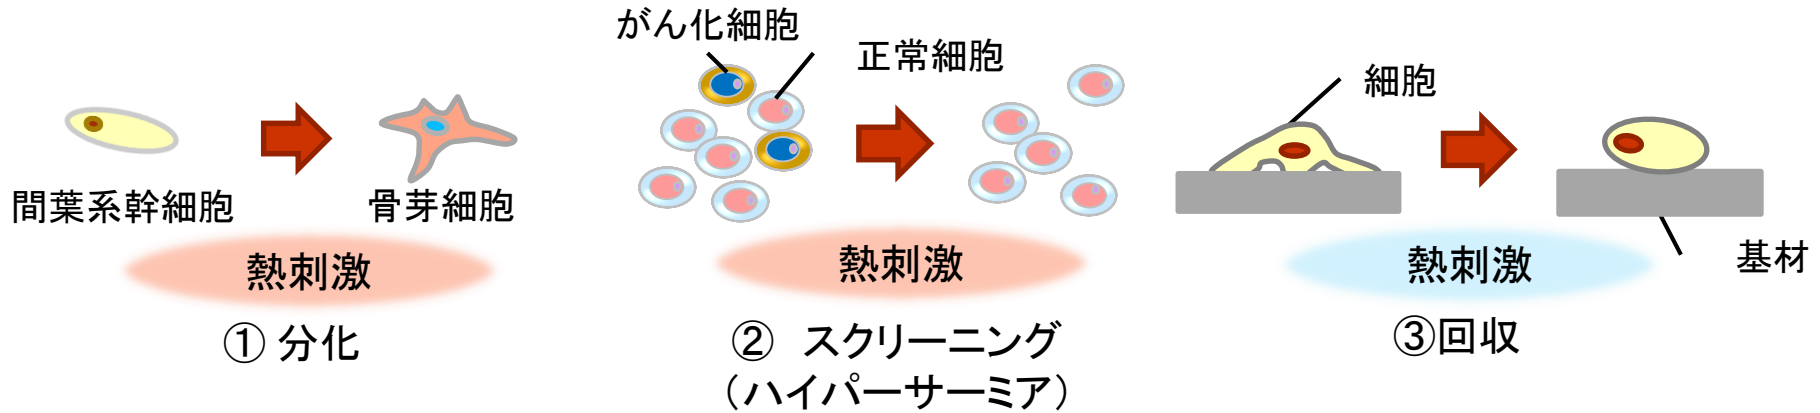 間葉系幹細胞
骨芽細胞
熱刺激
① 分化
がん化細胞
正常細胞
熱刺激
② スクリーニング
（ハイパーサーミア）
細胞
基材
熱刺激
③回収